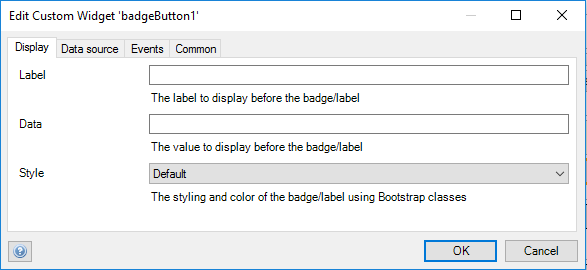 Edit Custom Widget 'badgeButton1'
Display Data source Events Common
Label
The label to display before the badge/label
Data
The value to display before the badge/label
Style Default
The styling and color of the badge/label using Bootstrap classes
? OK Cancel